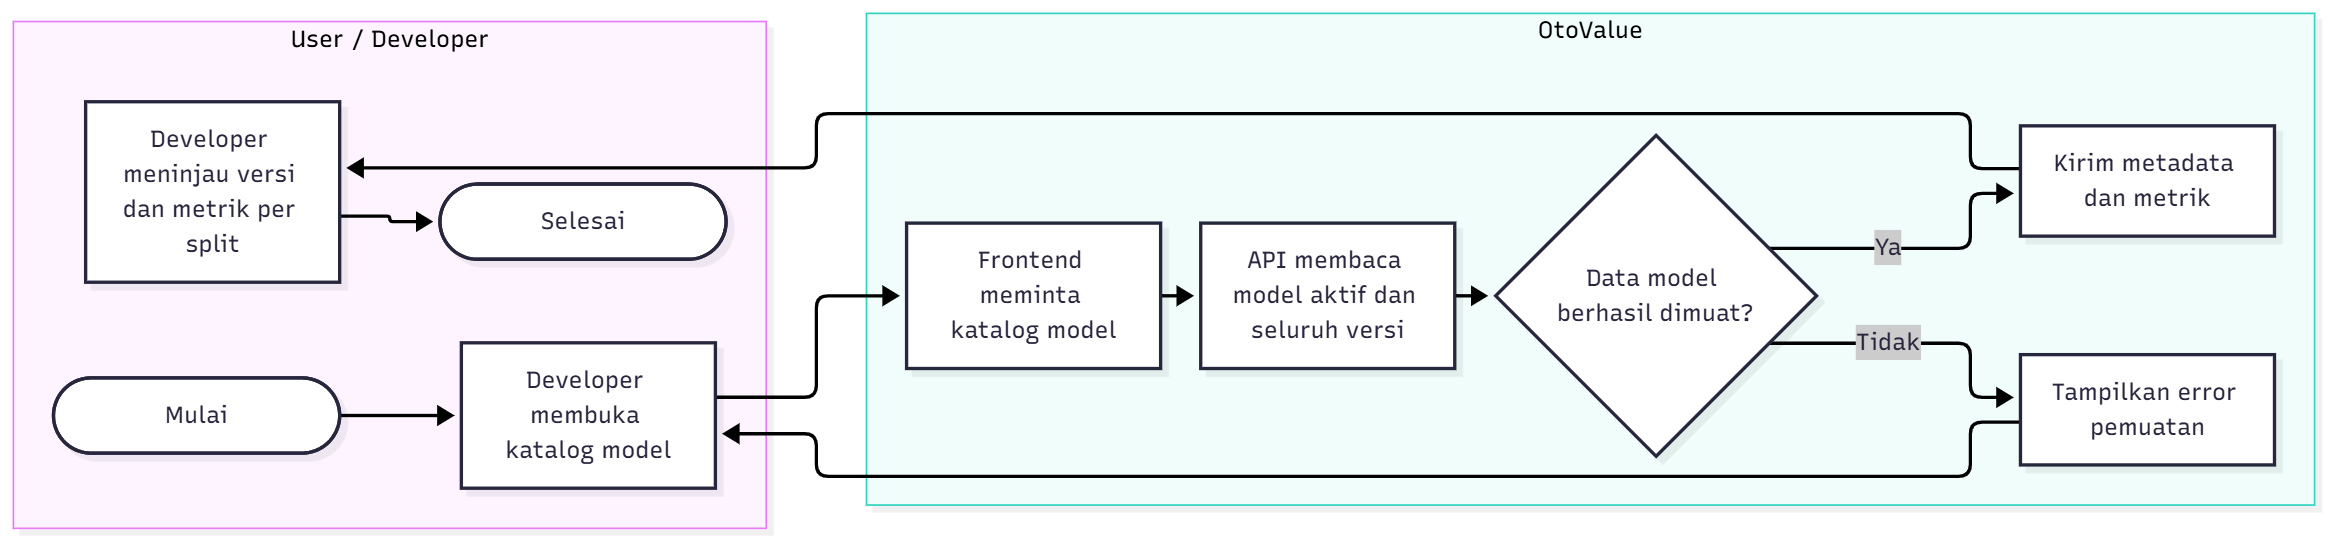 User / Developer
Developer
meninjau versi
dan metrik per
split
Selesai
Mulai
Developer
membuka
katalog model
OtoValue
Frontend
meminta
katalog model
API membaca
model aktif dan
seluruh versi
Data model
berhasil dimuat?
Ya
Tidak
Kirim metadata
dan metrik
Tampilkan error
pemuatan